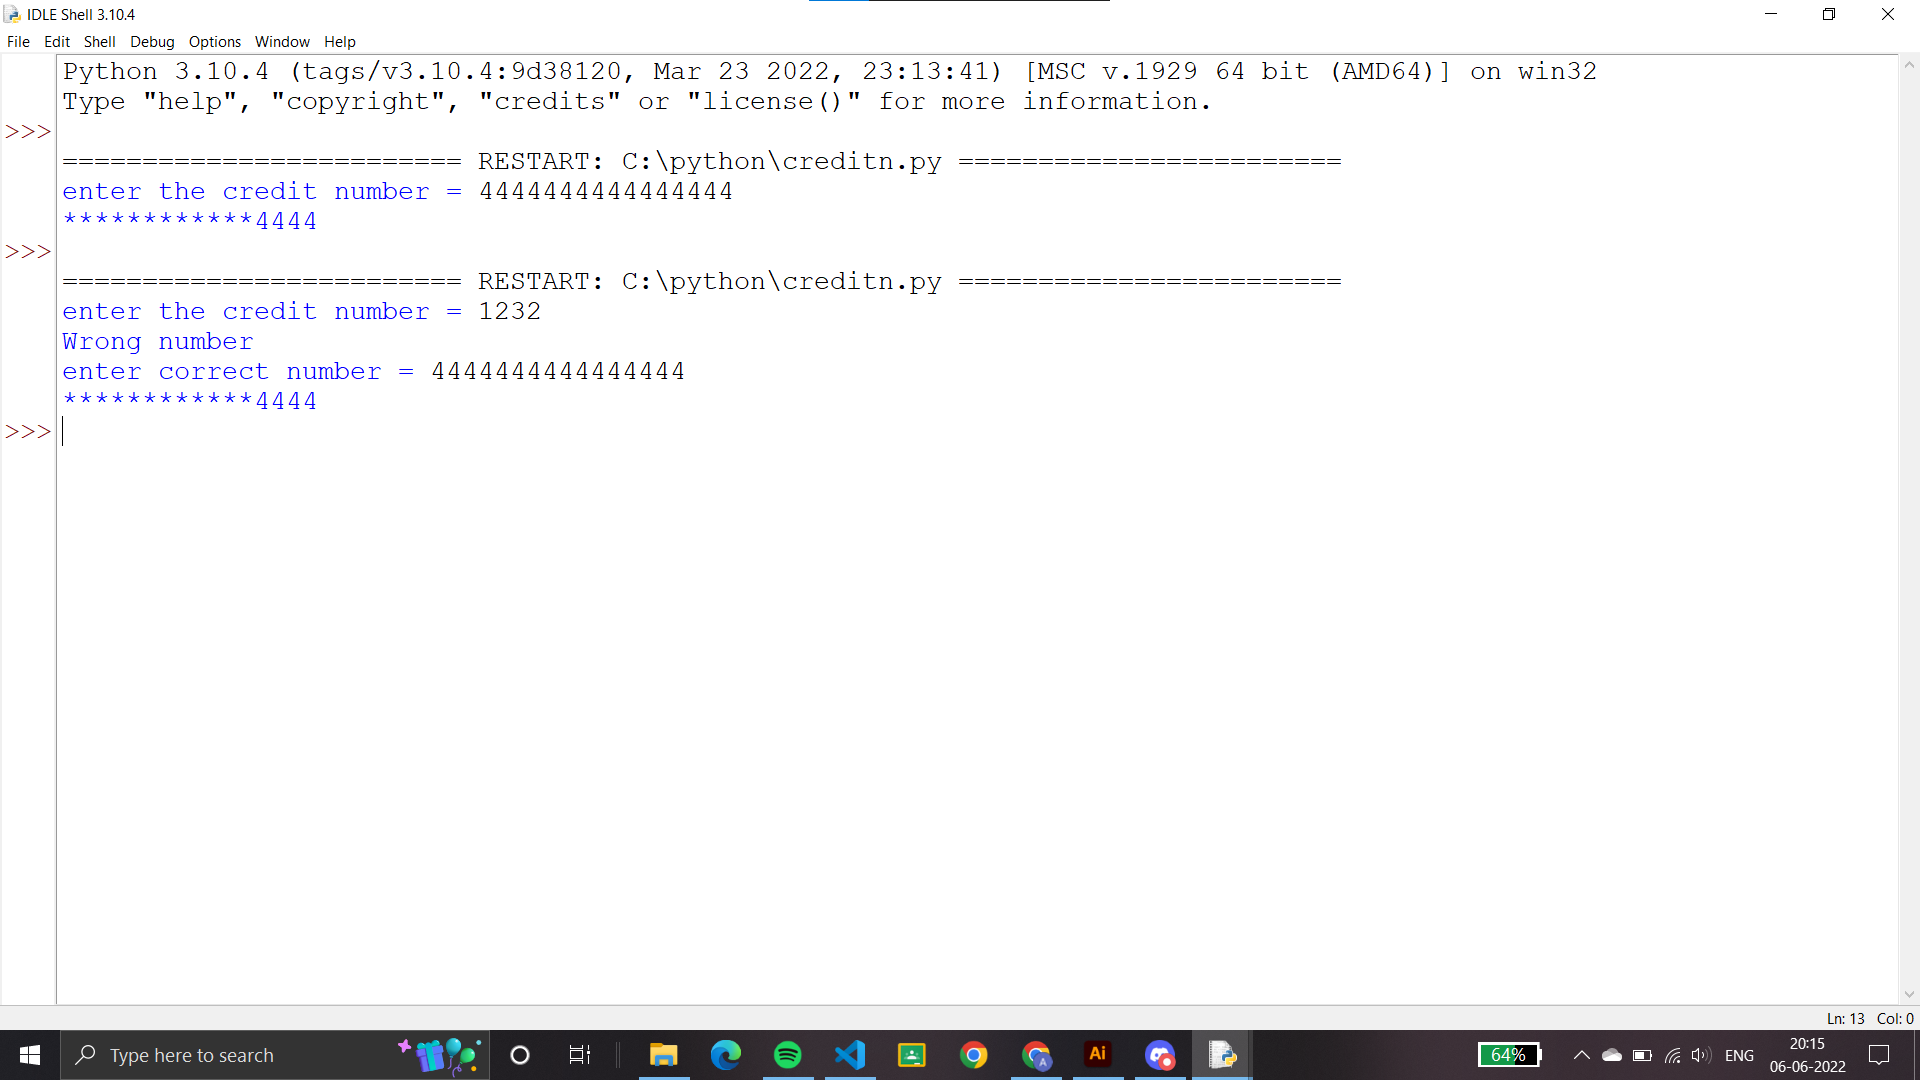 IDLE Shell 3.10.4
File Edit Shell Debug Options Window Help
Python 3.10.4 (tags/v3.10.4:9d38120, Mar 23 2022, 23:13:41) [MSC v.1929 64 bit (AMD64)] on win32
Type "help", "copyright", "credits" or "license()" for more information.
>>>
========================= RESTART: C:\python\creditn.py ========================
enter the credit number = 4444444444444444
************4444
>>>
========================= RESTART: C:\python\creditn.py ========================
enter the credit number = 1232
Wrong number
enter correct number = 4444444444444444
************4444
>>>
Ln: 13 Col: 0
Type here to search
A
Ai
64%
ENG
20:15
06-06-2022